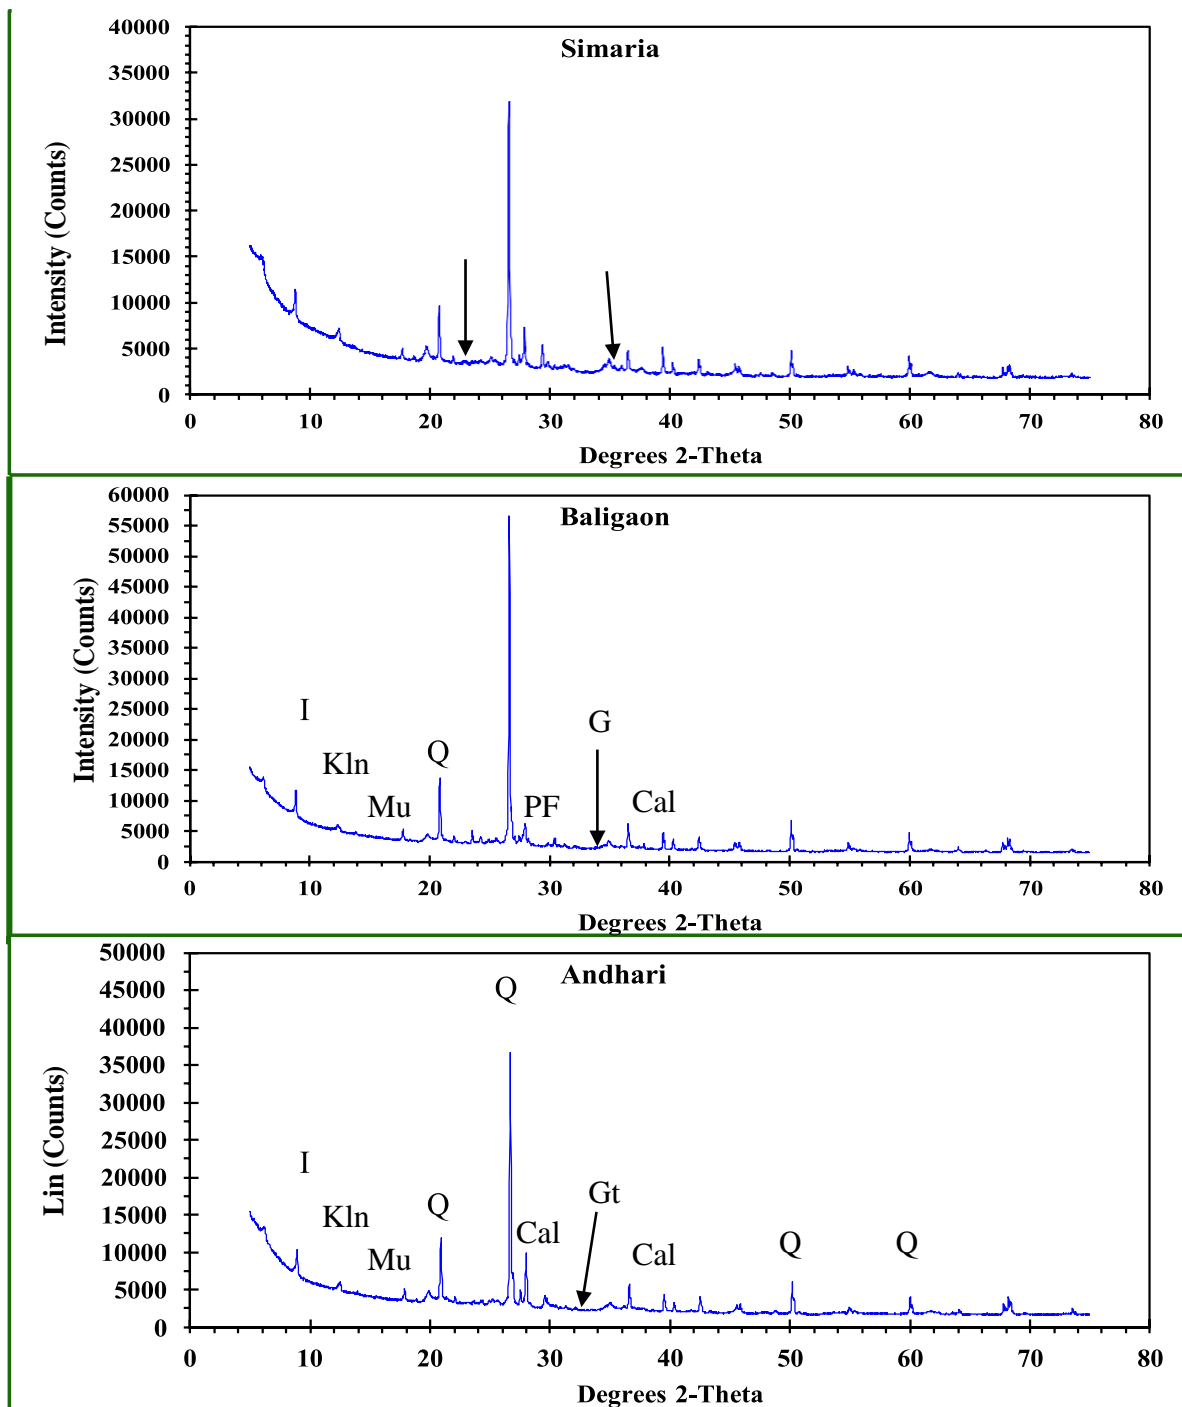 Simaria
Intensity (Counts)
40000
35000
30000
25000
20000
15000
10000
5000
0
0 10 20 30 40 50 60 70 80
Degrees 2-Theta
Baligaon
Intensity (Counts)
60000
55000
50000
45000
40000
35000
30000
25000
20000
15000
10000
5000
0
I
Kln
Mu
Q
PF
G
Cal
0 10 20 30 40 50 60 70 80
Degrees 2-Theta
Andhari
Lin (Counts)
50000
45000
40000
35000
30000
25000
20000
15000
10000
5000
0
I
Kln
Mu
Q
Q
Cal
Gt
Cal
Q
Q
0 10 20 30 40 50 60 70 80
Degrees 2-Theta